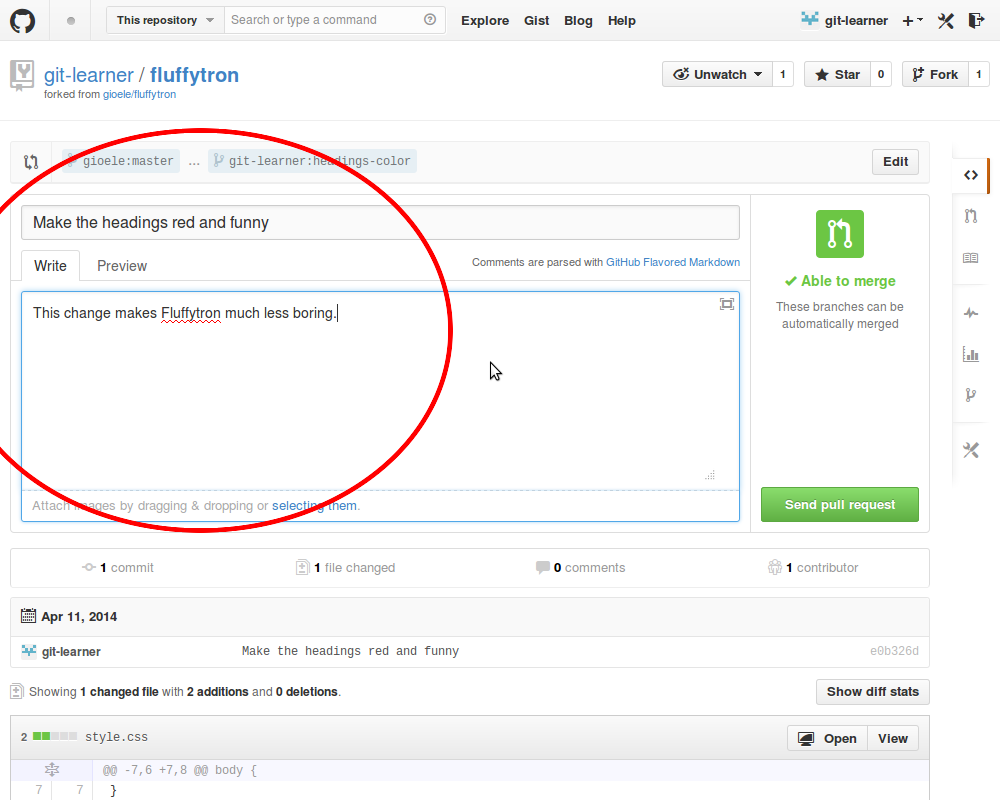 This repository Search or type a command Explore Gist Blog Help git-learner
git-learner / fluffytron Unwatch 1 Star 0 Fork 1
forked from gioele/fluffytron
gioele:master ... git-learner:headings-color Edit
Make the headings red and funny
Write Preview Comments are parsed with GitHub Flavored Markdown
This change makes Fluffytron much less boring.
Able to merge
These branches can be
automatically merged
Attach images by dragging & dropping or selecting them.
Send pull request
1 commit 1 file changed 0 comments 1 contributor
Apr 11, 2014
git-learner Make the headings red and funny e0b326d
Showing 1 changed file with 2 additions and 0 deletions.
Show diff stats
2 style.css Open View
@@ -7,6 +7,8 @@ body {
7 7 }